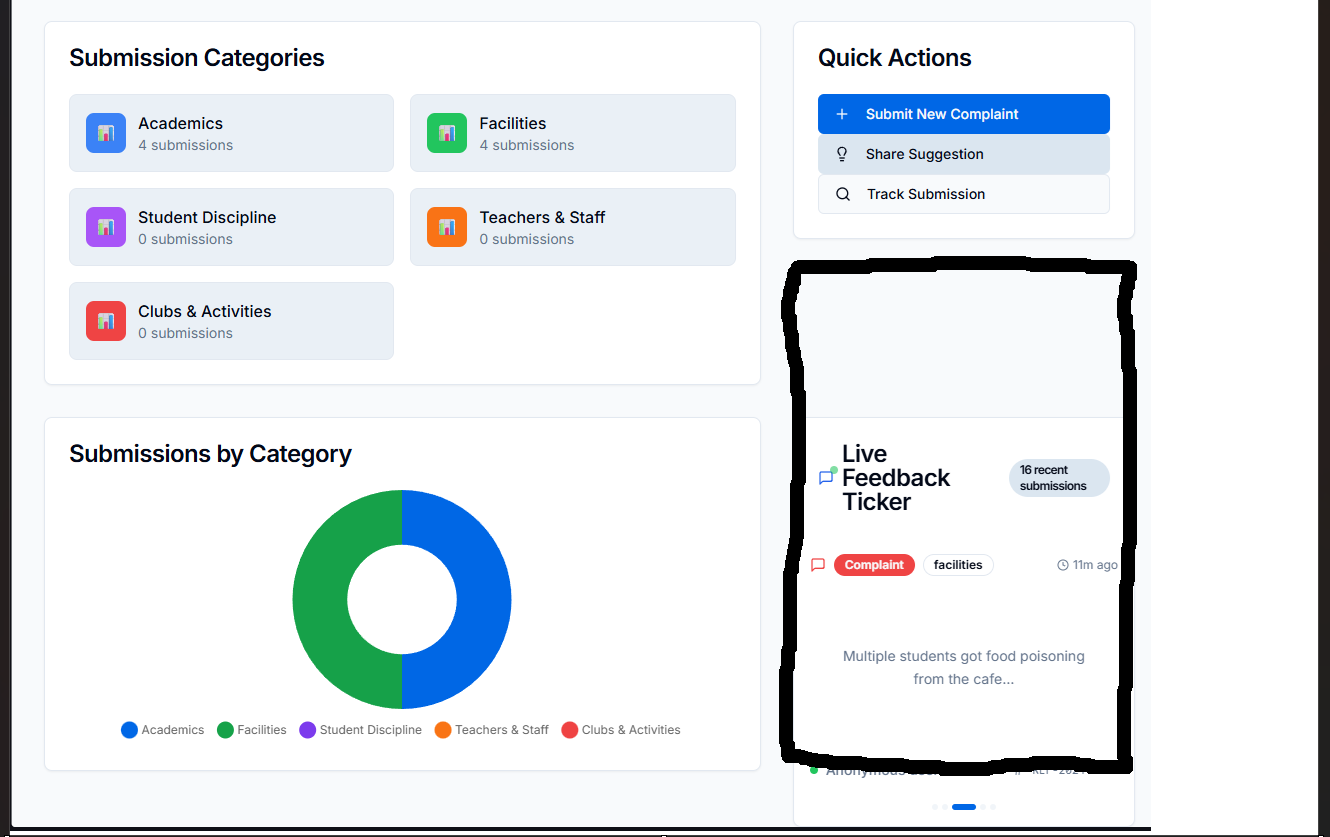 Submission Categories
Academics
4 submissions
Facilities
4 submissions
Student Discipline
0 submissions
Teachers & Staff
0 submissions
Clubs & Activities
0 submissions
Quick Actions
Submit New Complaint
Share Suggestion
Track Submission
Submissions by Category
Academics
Facilities
Student Discipline
Teachers & Staff
Clubs & Activities
Live
Feedback
Ticker
16 recent
submissions
Complaint
facilities
11m ago
Multiple students got food poisoning
from the cafe...
Anonymous